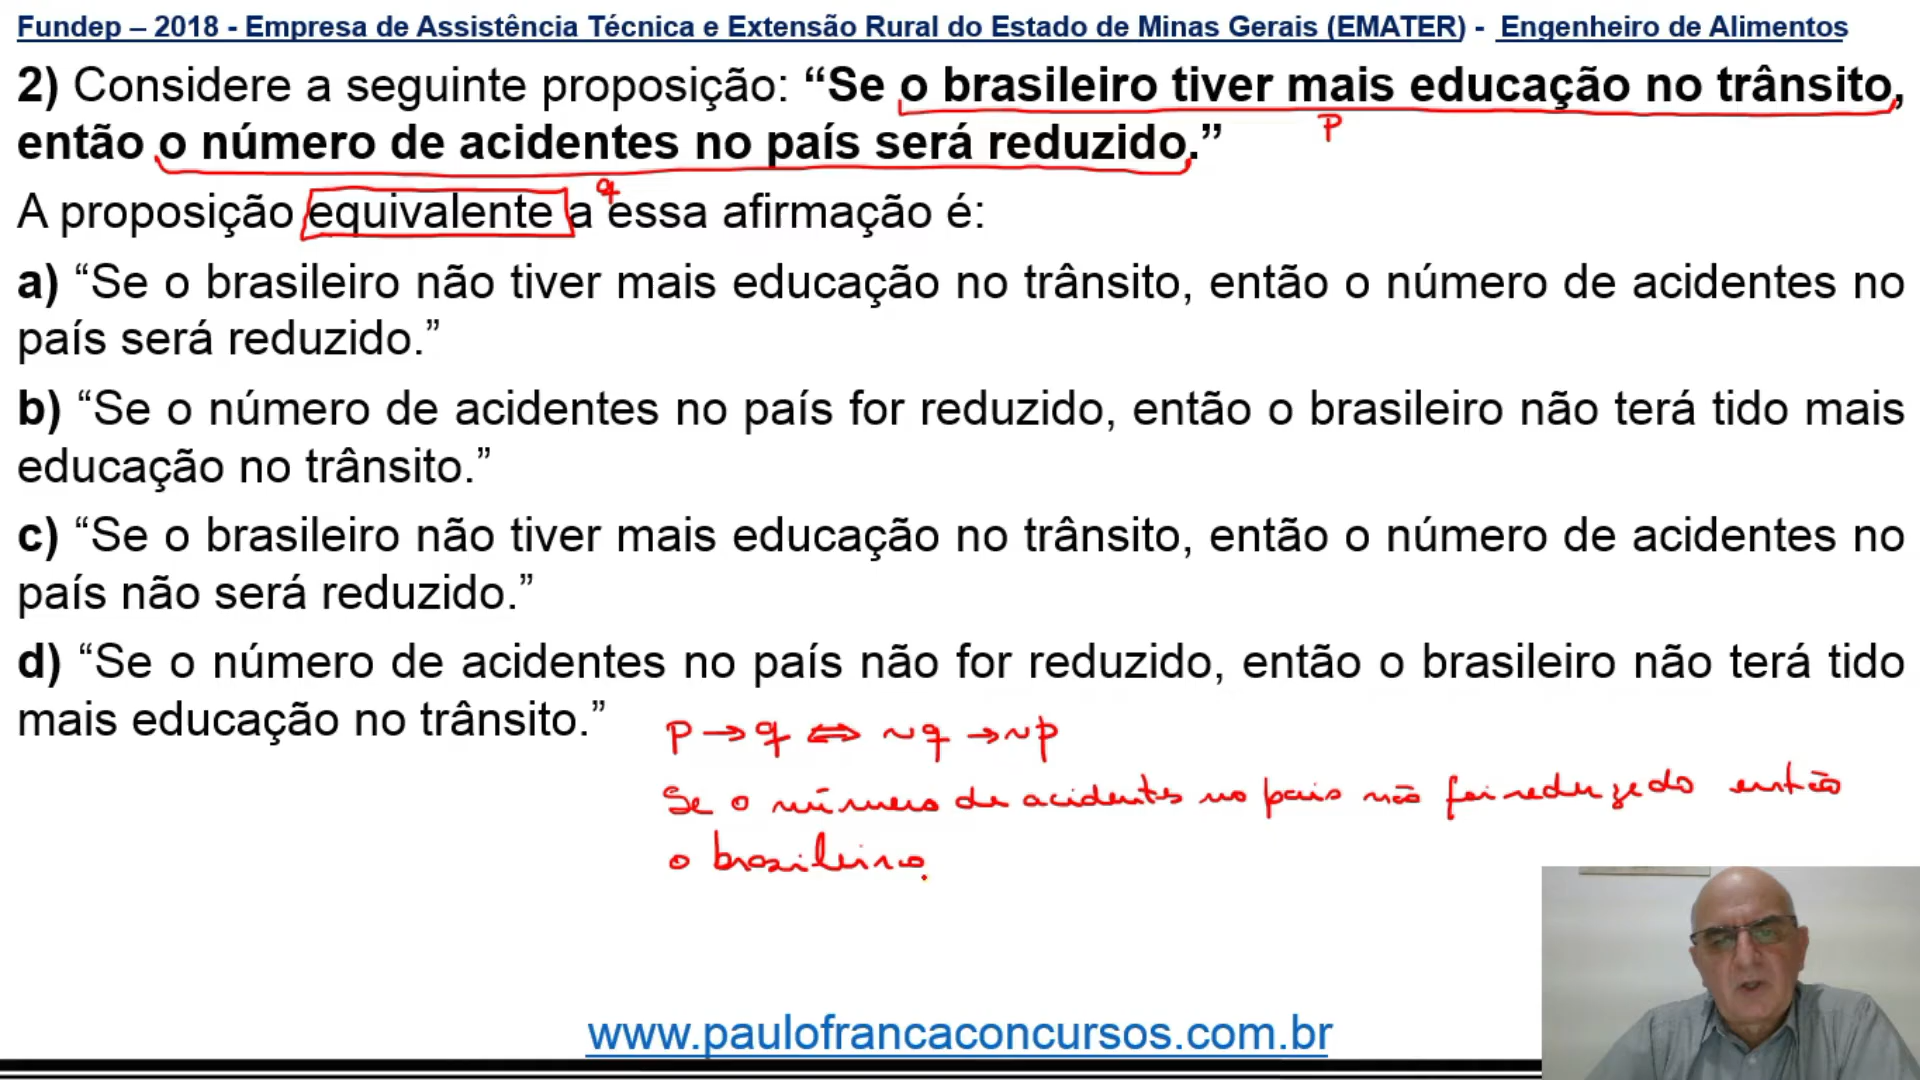 Fundep – 2018 - Empresa de Assistência Técnica e Extensão Rural do Estado de Minas Gerais (EMATER) - Engenheiro de Alimentos
2) Considere a seguinte proposição: “Se o brasileiro tiver mais educação no trânsito,
p
então o número de acidentes no país será reduzido.”
q
A proposição equivalente a essa afirmação é:
a) “Se o brasileiro não tiver mais educação no trânsito, então o número de acidentes no
país será reduzido.”
b) “Se o número de acidentes no país for reduzido, então o brasileiro não terá tido mais
educação no trânsito.”
c) “Se o brasileiro não tiver mais educação no trânsito, então o número de acidentes no
país não será reduzido.”
d) “Se o número de acidentes no país não for reduzido, então o brasileiro não terá tido
mais educação no trânsito.”
p → q ⇔ ~q → ~p
Se o número de acidentes no país não foi reduzido então
o brasileiro
www.paulofrancaconcursos.com.br